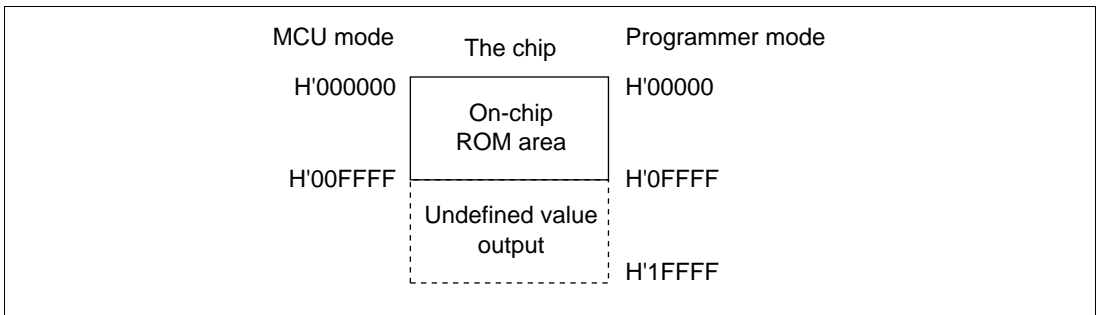 MCU mode
The chip
Programmer mode
H'000000
H'00000
On-chip
ROM area
H'00FFFF
H'0FFFF
Undefined value
output
H'1FFFF